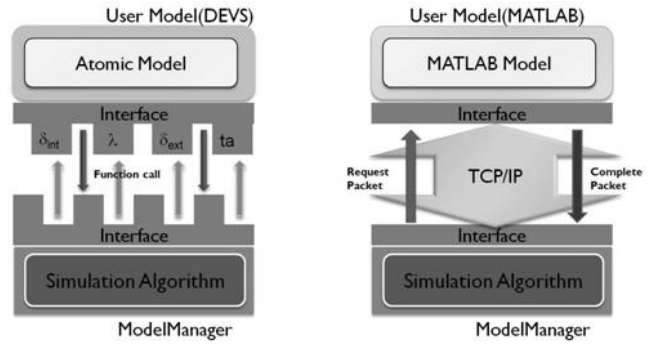 User Model(DEVS)
Atomic Model
Interface
δint λ δext ta
Function call
Interface
Simulation Algorithm
ModelManager
User Model(MATLAB)
MATLAB Model
Interface
Request
Packet
TCP/IP
Complete
Packet
Interface
Simulation Algorithm
ModelManager